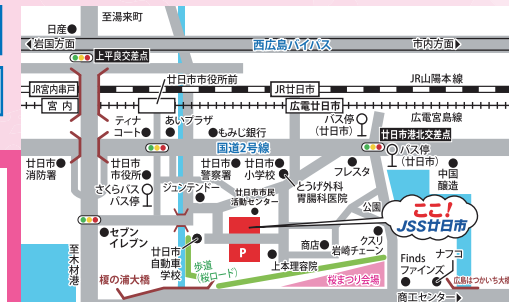 至湯来町
日産
岩国方面
西広島バイパス
市内方面
上平良交差点
廿日市市役所前
JR宮内串戸
JR廿日市
JR山陽本線
宮内
広電廿日市
広電宮島線
ティナ
コート
あいプラザ
もみじ銀行
バス停
(廿日市)
廿日市港北交差点
国道2号線
バス停
(廿日市)
廿日市
消防署
廿日市
市役所
廿日市
警察署
廿日市
小学校
フレスタ
中国
醸造
さくらバス
バス停
ジュンテンドー
とうげ外科
胃腸科医院
廿日市市民
活動センター
公園
ここ!
JSS廿日市
セブン
イレブン
P
商店
クスリ
岩崎チェーン
至木材港
廿日市
自動車
学校
上本理容院
Finds
ファインズ
ナフコ
榎の浦大橋
歩道
(桜ロード)
桜まつり会場
広島はつかいち大橋
商工センター